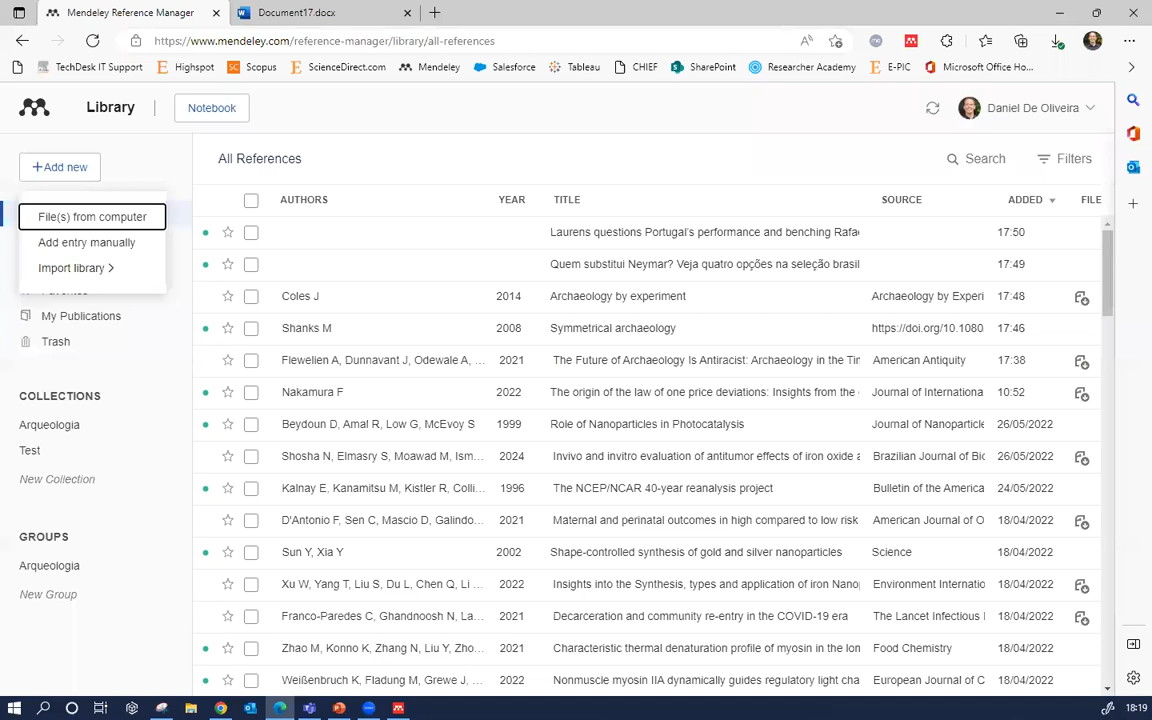 Mendeley Reference Manager
Document17.docx
https://www.mendeley.com/reference-manager/library/all-references
TechDesk IT Support
Highspot
Scopus
ScienceDirect.com
Mendeley
Salesforce
Tableau
CHIEF
SharePoint
Researcher Academy
E-PIC
Microsoft Office Ho...
Library
Notebook
Daniel De Oliveira
+Add new
File(s) from computer
Add entry manually
Import library
My Publications
Trash
COLLECTIONS
Arqueologia
Test
New Collection
GROUPS
Arqueologia
New Group
All References
Search
Filters
AUTHORS YEAR TITLE SOURCE ADDED FILE
Laurens questions Portugal's performance and benching Rafae 17:50
Quem substitui Neymar? Veja quatro opções na seleção brasil 17:49
Coles J 2014 Archaeology by experiment Archaeology by Experi 17:48
Shanks M 2008 Symmetrical archaeology https://doi.org/10.1080. 17:46
Flewelien A, Dunnavant J, Odewale A, ... 2021 The Future of Archaeology Is Antiracist: Archaeology in the Tin American Antiquity 17:38
Nakamura F 2022 The origin of the law of one price deviations: Insights from the Journal of Internationa 10:52
Beydoun D, Amal R, Low G, McEvoy S 1999 Role of Nanoparticles in Photocatalysis Journal of Nanoparticle 26/05/2022
Shosha N, Elmasry S, Moawad M, Ism... 2024 Invivo and invitro evaluation of antitumor effects of iron oxide Brazilian Journal of Bio 26/05/2022
Kalnay E, Kanamitsu M, Kistler R, Colli... 1996 The NCEP/NCAR 40-year reanalysis project Bulletin of the America 24/05/2022
D'Antonio F, Sen C, Mascio D, Galindo... 2021 Maternal and perinatal outcomes in high compared to low risk American Journal of O 18/04/2022
Sun Y, Xia Y 2002 Shape-controlled synthesis of gold and silver nanoparticles Science 18/04/2022
Xu W, Yang T, Liu S, Du L, Chen Q, Li ... 2022 Insights into the Synthesis, types and application of iron Nano Environment Internatio 18/04/2022
Franco-Paredes C, Ghandnoosh N, La... 2021 Decarceration and community re-entry in the COVID-19 era The Lancet Infectious 18/04/2022
Zhao M, Konno K, Zhang N, Liu Y, Zho... 2021 Characteristic thermal denaturation profile of myosin in the lon Food Chemistry 18/04/2022
Weißenbruch K, Fladung M, Grewe J, ... 2022 Nonmuscle myosin IIA dynamically guides regulatory light cha European Journal of C 18/04/2022
18:19